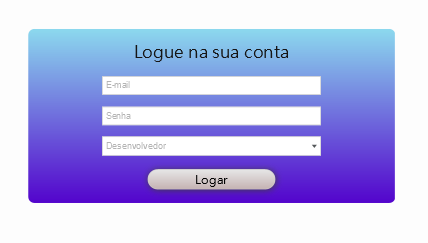 Logue na sua conta
E-mail
Senha
Desenvolvedor
Logar